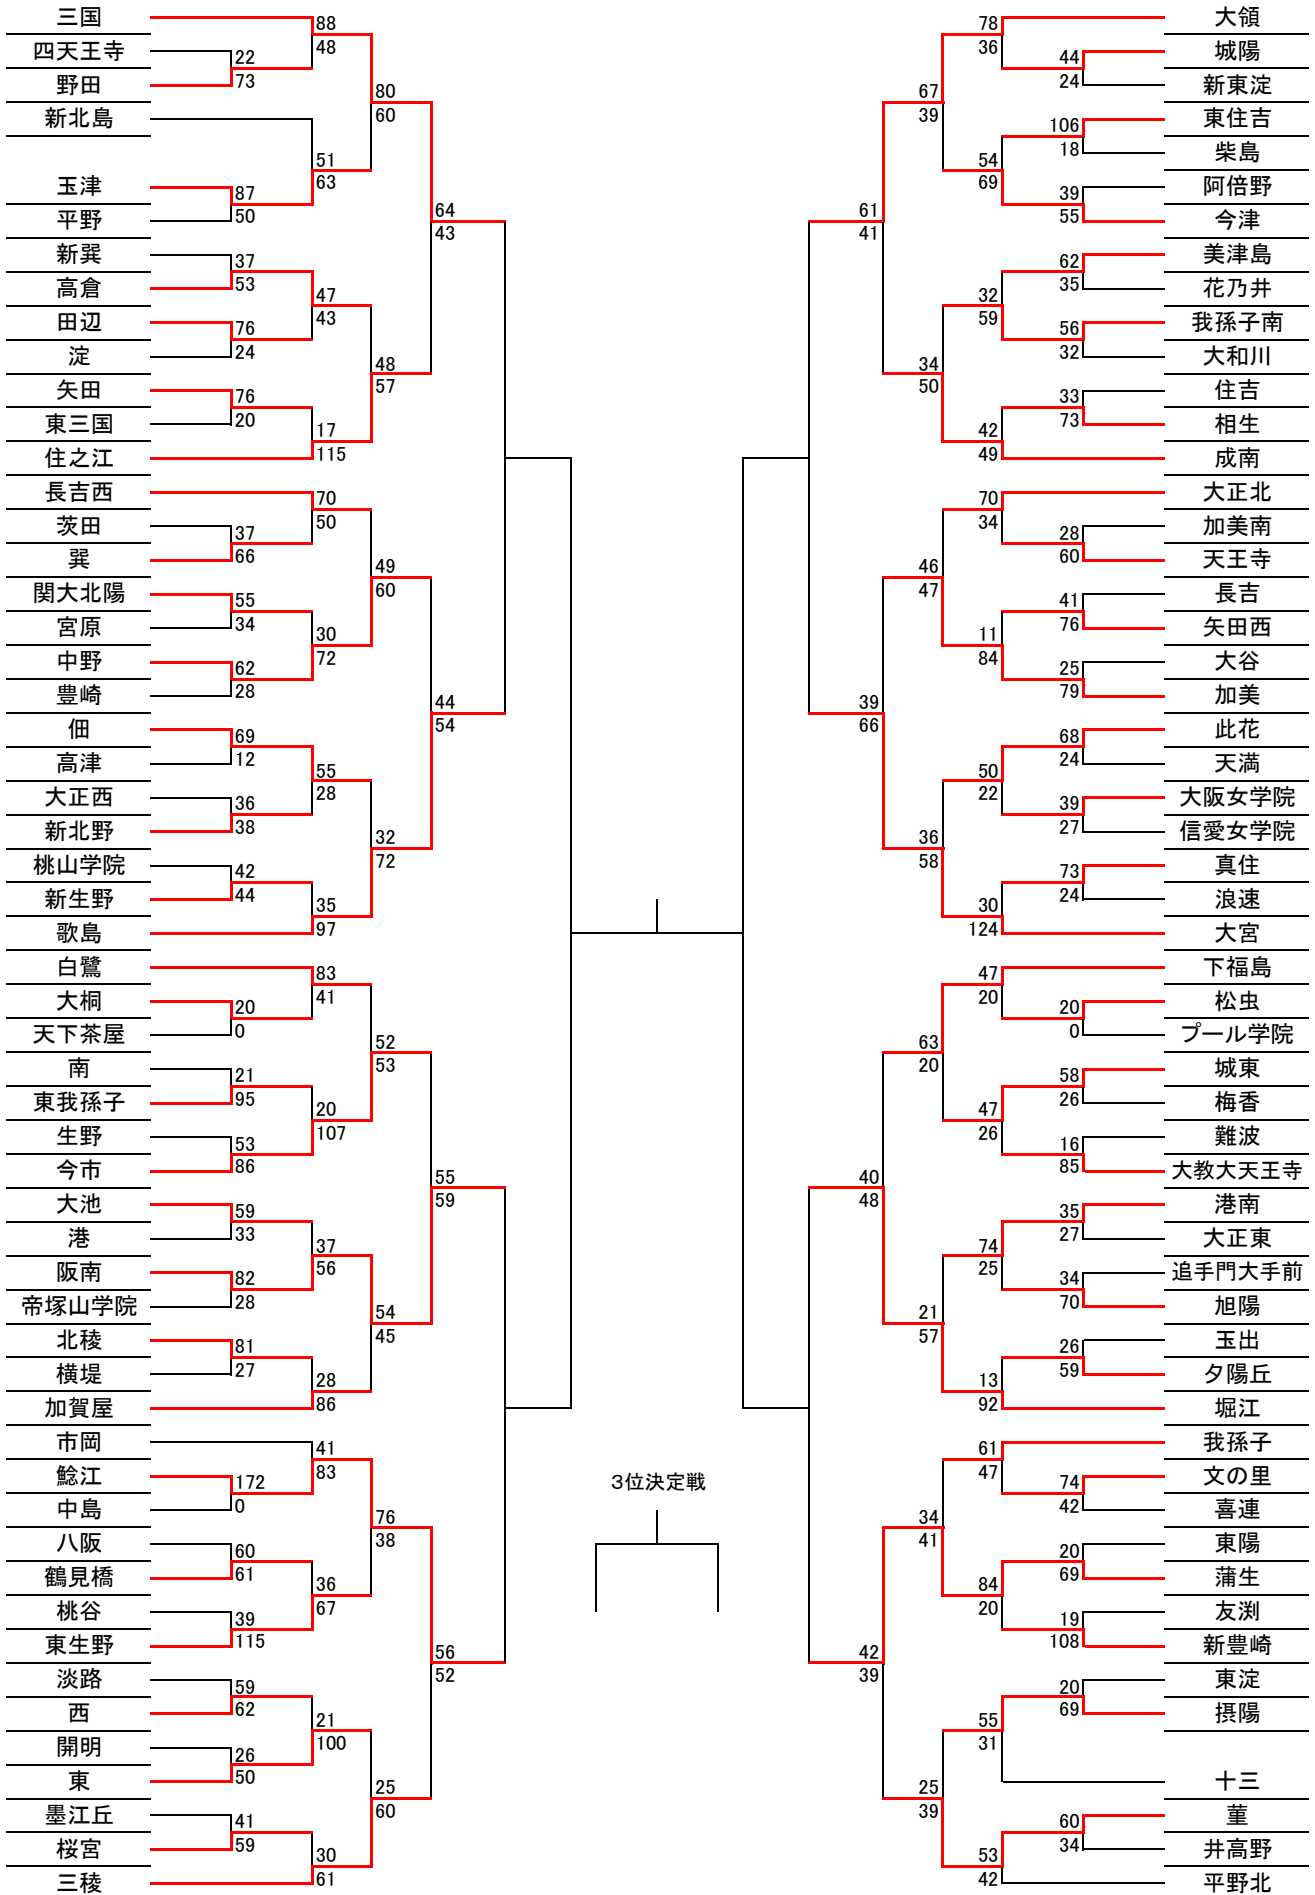 三国
四天王寺
野田
新北島
玉津
平野
新巽
高倉
田辺
淀
矢田
東三国
住之江
長吉西
茨田
巽
関大北陽
宮原
中野
豊崎
佃
高津
大正西
新北野
桃山学院
新生野
歌島
白鷺
大桐
天下茶屋
南
東我孫子
生野
今市
大池
港
阪南
帝塚山学院
北稜
横堤
加賀屋
市岡
鯰江
中島
八阪
鶴見橋
桃谷
東生野
淡路
西
開明
東
墨江丘
桜宮
三稜
22
73
87
50
37
53
76
24
76
20
37
66
55
34
62
28
69
12
36
38
42
44
20
0
21
95
53
86
59
33
82
28
81
27
172
0
60
61
39
115
59
62
26
50
41
59
88
48
51
63
47
43
17
115
70
50
30
72
55
28
35
97
83
41
20
107
37
56
28
86
41
83
36
67
21
100
30
61
80
60
48
57
49
60
32
72
52
53
54
45
76
38
25
60
64
43
44
54
55
59
56
52
3位決定戦
61
41
39
66
40
48
42
39
67
39
34
50
46
47
36
58
63
20
21
57
34
41
25
39
78
36
54
69
32
59
42
49
70
34
11
84
50
22
30
124
47
20
47
26
74
25
13
92
61
47
84
20
55
31
53
42
44
24
106
18
39
55
62
35
56
32
33
73
28
60
41
76
25
79
68
24
39
27
73
24
20
0
58
26
16
85
35
27
34
70
26
59
74
42
20
69
19
108
20
69
60
34
大領
城陽
新東淀
東住吉
柴島
阿倍野
今津
美津島
花乃井
我孫子南
大和川
住吉
相生
成南
大正北
加美南
天王寺
長吉
矢田西
大谷
加美
此花
天満
大阪女学院
信愛女学院
真住
浪速
大宮
下福島
松虫
プール学院
城東
梅香
難波
大教大天王寺
港南
大正東
追手門大手前
旭陽
玉出
夕陽丘
堀江
我孫子
文の里
喜連
東陽
蒲生
友渕
新豊崎
東淀
摂陽
十三
菫
井高野
平野北